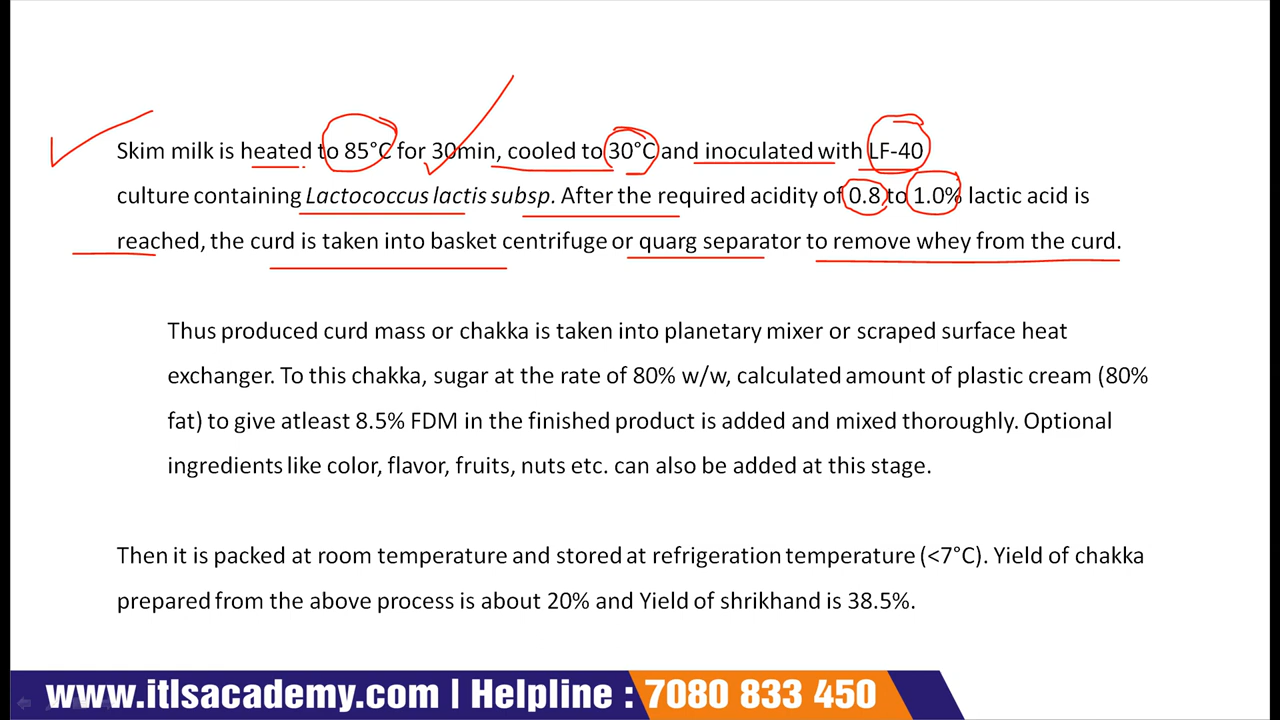 Skim milk is heated to 85°C for 30min, cooled to 30°C and inoculated with LF-40
culture containing Lactococcus lactis subsp. After the required acidity of 0.8 to 1.0% lactic acid is
reached, the curd is taken into basket centrifuge or quarg separator to remove whey from the curd.
Thus produced curd mass or chakka is taken into planetary mixer or scraped surface heat
exchanger. To this chakka, sugar at the rate of 80% w/w, calculated amount of plastic cream (80%
fat) to give atleast 8.5% FDM in the finished product is added and mixed thoroughly. Optional
ingredients like color, flavor, fruits, nuts etc. can also be added at this stage.
Then it is packed at room temperature and stored at refrigeration temperature (<7°C). Yield of chakka
prepared from the above process is about 20% and Yield of shrikhand is 38.5%.
www.itlsacademy.com | Helpline : 7080 833 450